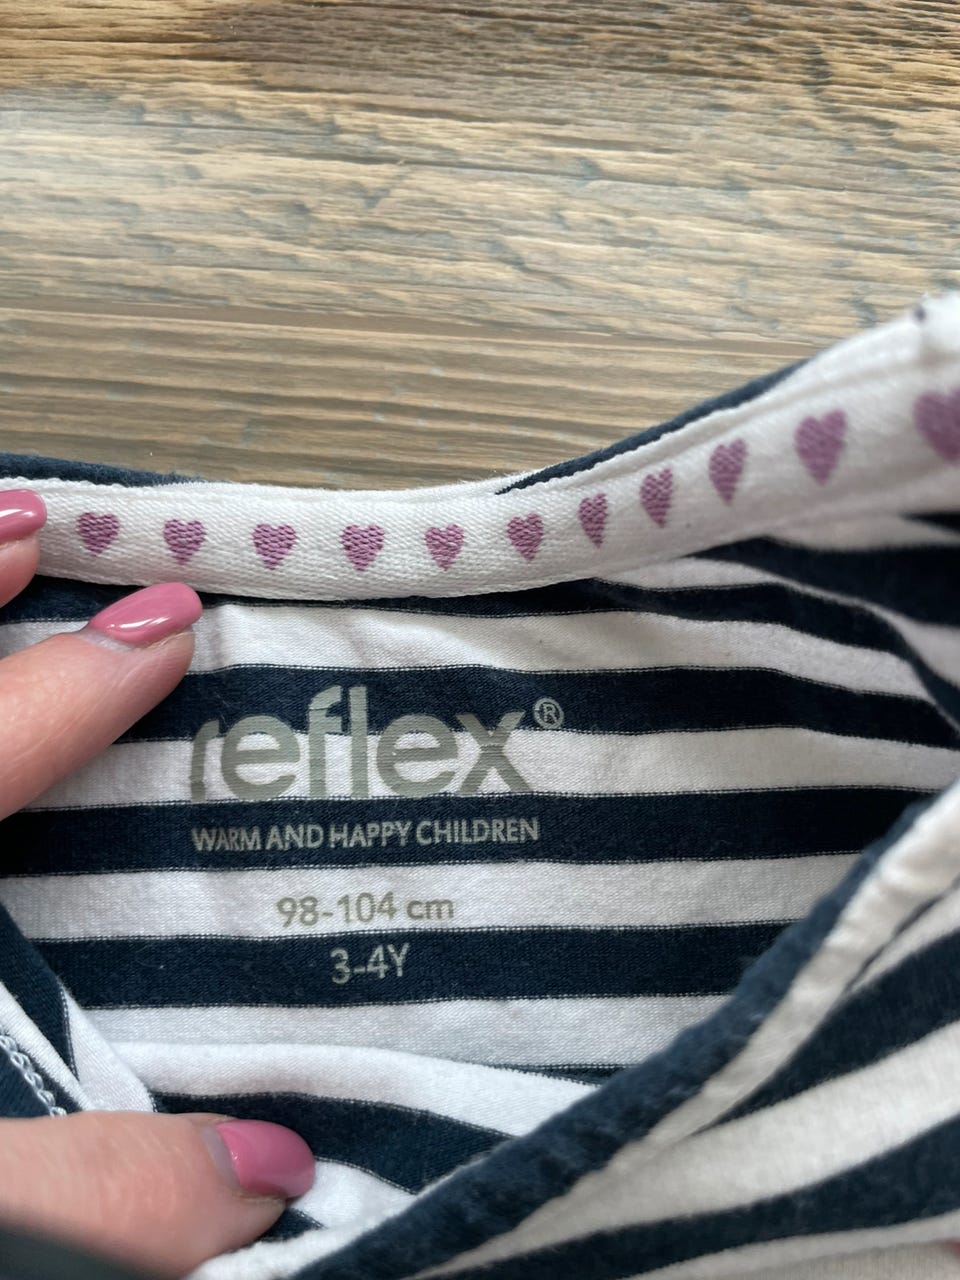 reflex®
WARM AND HAPPY CHILDREN
98-104 cm
3-4Y